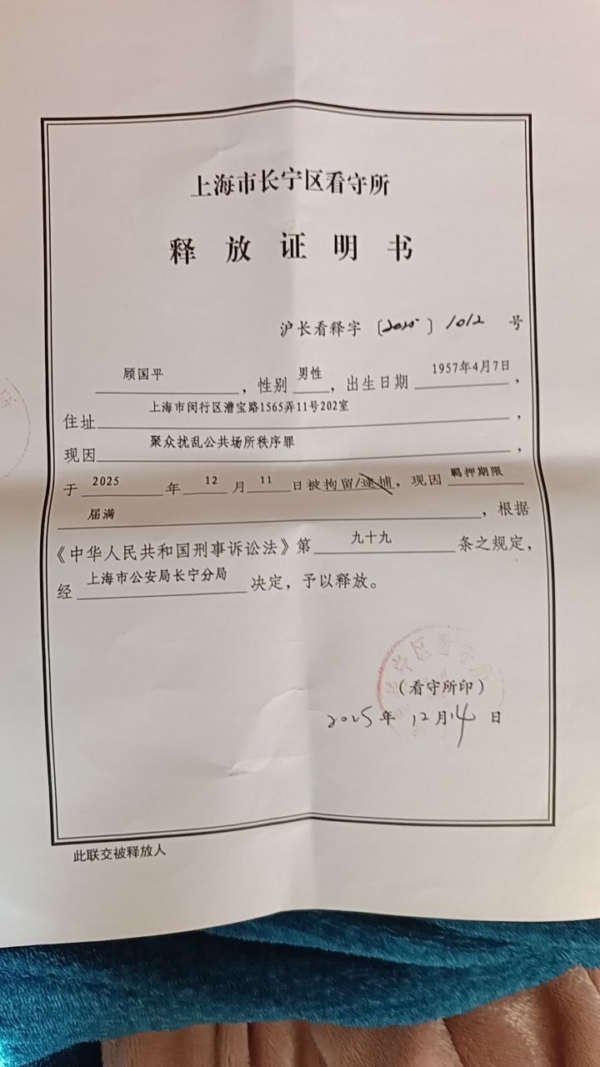 上海市长宁区看守所
释放证明书
沪长看释字〔2025〕1012号
顾国平，性别男性，出生日期1957年4月7日，
住址上海市闵行区漕宝路1565弄11号202室，
现因聚众扰乱公共场所秩序罪，
于2025年12月11日被拘留/逮捕，现因羁押期限
届满，根据
《中华人民共和国刑事诉讼法》第九十九条之规定，
经上海市公安局长宁分局决定，予以释放。
（看守所印）
2025年12月14日
此联交被释放人